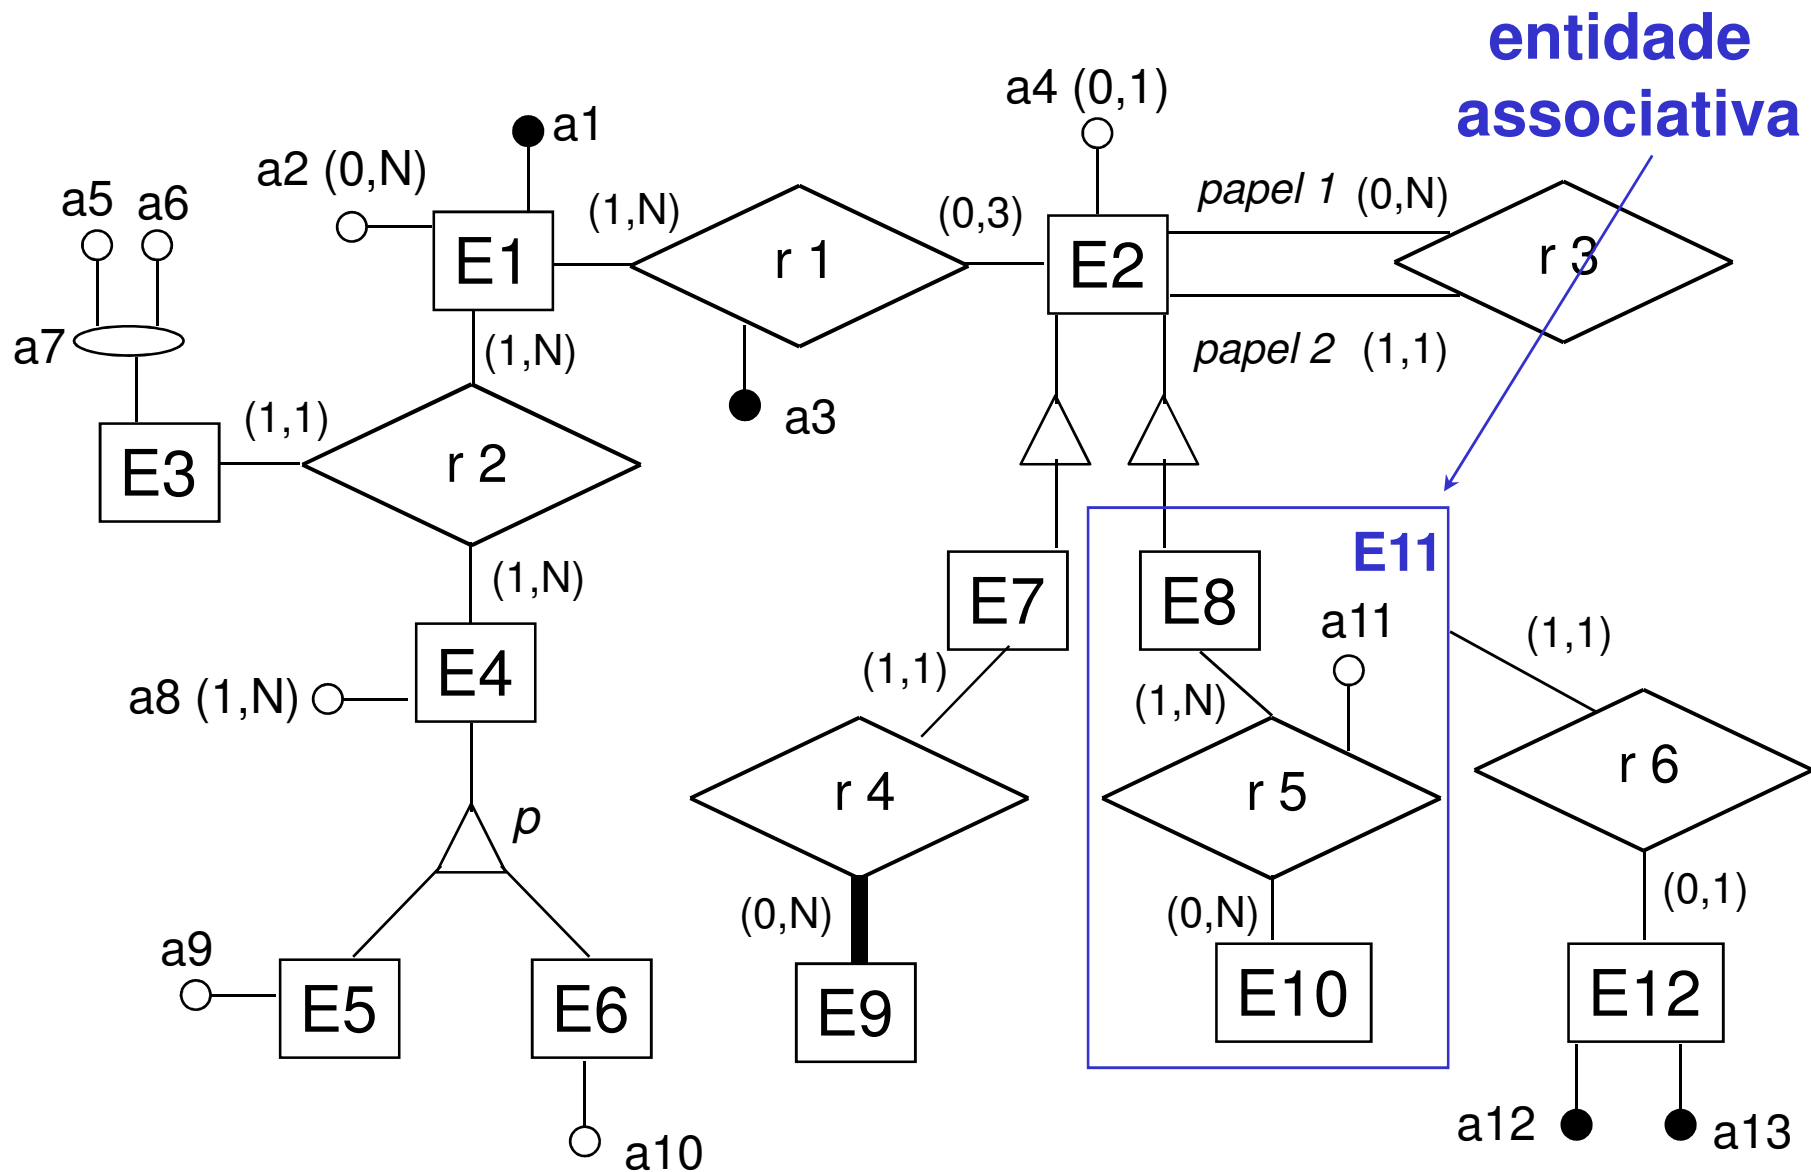 entidade
associativa
a4 (0,1)
a1
a2 (0,N)
a5
a6
(1,N)
(0,3)
papel 1
(0,N)
E1
r 1
E2
r 3
a7
(1,N)
papel 2
(1,1)
(1,1)
a3
E3
r 2
E11
(1,N)
E7
E8
a11
(1,1)
E4
(1,1)
a8 (1,N)
(1,N)
r 4
r 5
r 6
p
(0,N)
(0,N)
(0,1)
a9
E5
E6
E9
E10
E12
a10
a12
a13